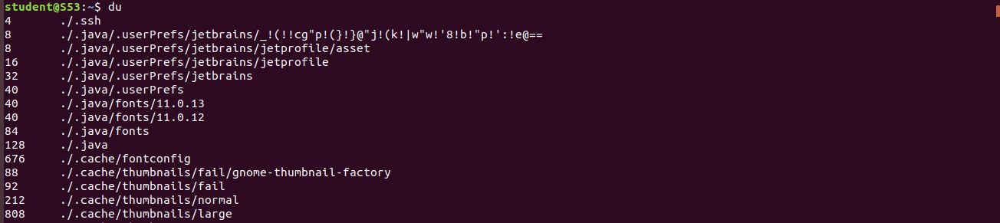 student@S53:~$ du
4 ./.ssh
8 ./.java/.userPrefs/jetbrains/_!(!!cg"p!(}!}@"j!(k!|w"w!'8!b!"p!':!e@==
8 ./.java/.userPrefs/jetbrains/jetprofile/asset
16 ./.java/.userPrefs/jetbrains/jetprofile
32 ./.java/.userPrefs/jetbrains
40 ./.java/.userPrefs
40 ./.java/fonts/11.0.13
40 ./.java/fonts/11.0.12
84 ./.java/fonts
128 ./.java
676 ./.cache/fontconfig
88 ./.cache/thumbnails/fail/gnome-thumbnail-factory
92 ./.cache/thumbnails/fail
212 ./.cache/thumbnails/normal
808 ./.cache/thumbnails/large